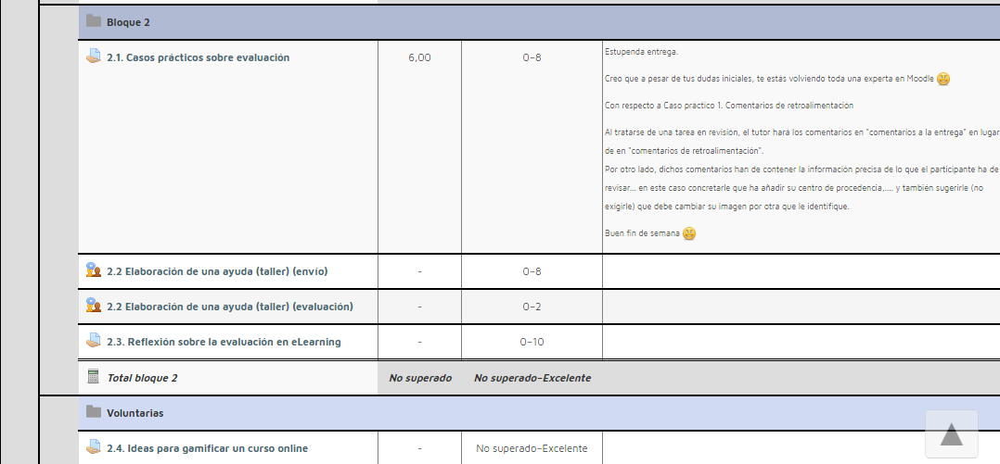 Bloque 2
2.1. Casos prácticos sobre evaluación
6,00
0–8
Estupenda entrega.
Creo que a pesar de tus dudas iniciales, te estás volviendo toda una experta en Moodle
Con respecto a Caso práctico 1. Comentarios de retroalimentación
Al tratarse de una tarea en revisión, el tutor hará los comentarios en "comentarios a la entrega" en lugar
de en "comentarios de retroalimentación".
Por otro lado, dichos comentarios han de contener la información precisa de lo que el participante ha de
revisar... en este caso concretarle que ha añadir su centro de procedencia,.... y también sugerirle (no
exigirle) que debe cambiar su imagen por otra que le identifique.
Buen fin de semana
2.2 Elaboración de una ayuda (taller) (envío)
-
0–8
2.2 Elaboración de una ayuda (taller) (evaluación)
-
0–2
2.3. Reflexión sobre la evaluación en eLearning
-
0–10
Total bloque 2
No superado
No superado–Excelente
Voluntarias
2.4. Ideas para gamificar un curso online
-
No superado–Excelente